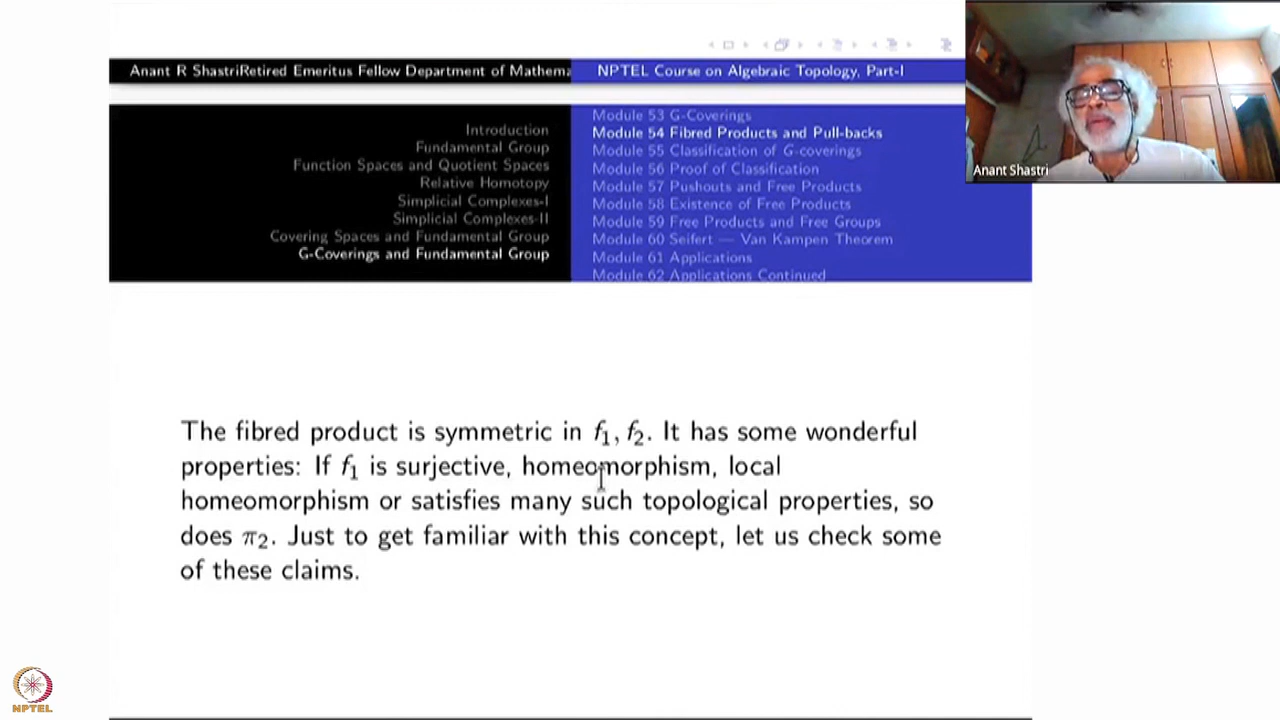 Anant R ShastriRetired Emeritus Fellow Department of Mathema
NPTEL Course on Algebraic Topology, Part-I
Introduction
Fundamental Group
Function Spaces and Quotient Spaces
Relative Homotopy
Simplicial Complexes-I
Simplicial Complexes-II
Covering Spaces and Fundamental Group
G-Coverings and Fundamental Group
Module 53 G-Coverings
Module 54 Fibred Products and Pull-backs
Module 55 Classification of G-coverings
Module 56 Proof of Classification
Module 57 Pushouts and Free Products
Module 58 Existence of Free Products
Module 59 Free Products and Free Groups
Module 60 Seifert — Van Kampen Theorem
Module 61 Applications
Module 62 Applications Continued
Anant Shastri
The fibred product is symmetric in f₁, f₂. It has some wonderful
properties: If f₁ is surjective, homeomorphism, local
homeomorphism or satisfies many such topological properties, so
does π₂. Just to get familiar with this concept, let us check some
of these claims.
NPTEL